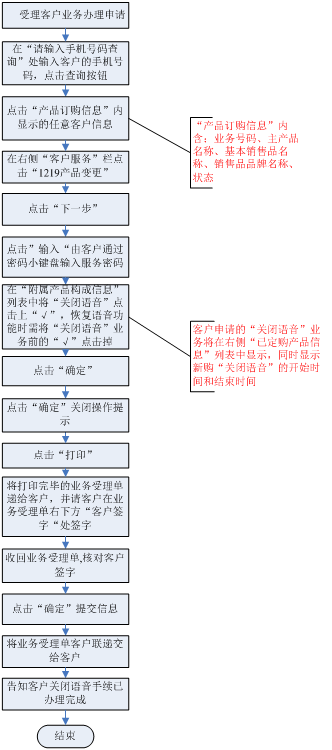 受理客户业务办理申请
在“请输入手机号码查
询”处输入客户的手机号
码，点击查询按钮
点击“产品订购信息”内
显示的任意客户信息
“产品订购信息”内
含：业务号码、主产品
名称、基本销售品名
称、销售品品牌名称、
状态
在右侧“客户服务”栏点
击“1219产品变更”
点击“下一步”
点击”输入“由客户通过
密码小键盘输入服务密码
在“附属产品构成信息”
列表中将“关闭语音”点
击上“√”，恢复语音功
能时需将“关闭语音”业
务前的“√”点击掉
客户申请的“关闭语音”业
务将在右侧“已定购产品信
息”列表中显示，同时显示
新购“关闭语音”的开始时
间和结束时间
点击“确定”
点击“确定”关闭操作提
示
点击“打印”
将打印完毕的业务受理单
递给客户，并请客户在业
务受理单右下方“客户签
字“处签字
收回业务受理单,核对客户
签字
点击“确定”提交信息
将业务受理单客户联递交
给客户
告知客户关闭语音手续已
办理完成
结束